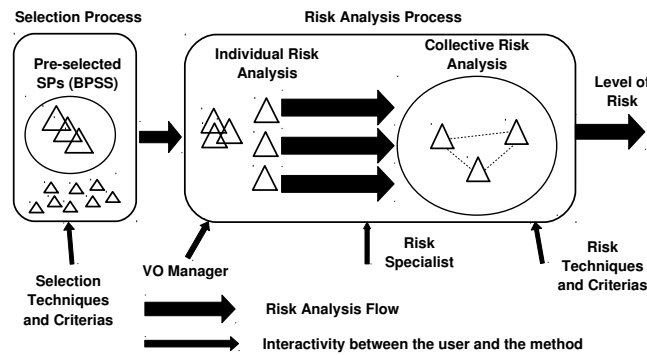 Selection Process
Risk Analysis Process
Pre-selected
SPs (BPSS)
Individual Risk
Analysis
Collective Risk
Analysis
Level of
Risk
Selection
Techniques
and Criterias
VO Manager
Risk
Specialist
Risk
Techniques
and Criterias
Risk Analysis Flow
Interactivity between the user and the method